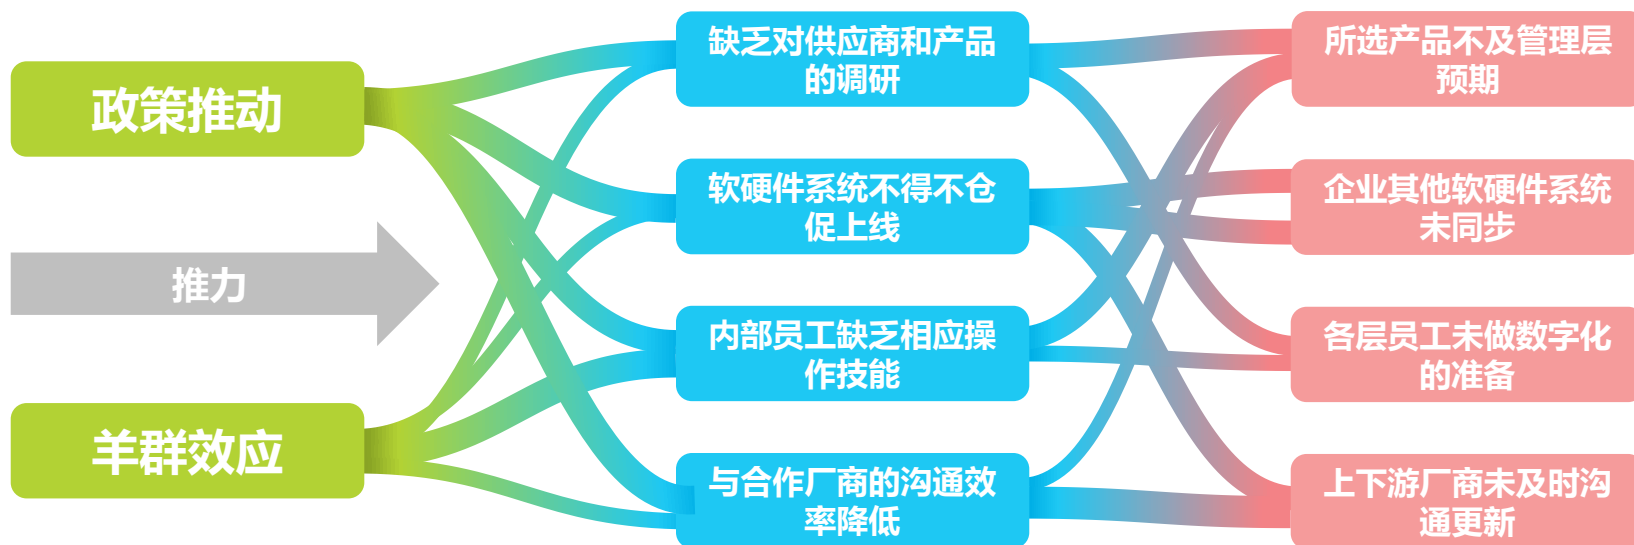 政策推动
推力
羊群效应
缺乏对供应商和产品
的调研
软硬件系统不得不仓
促上线
内部员工缺乏相应操
作技能
与合作厂商的沟通效
率降低
所选产品不及管理层
预期
企业其他软硬件系统
未同步
各层员工未做数字化
的准备
上下游厂商未及时沟
通更新